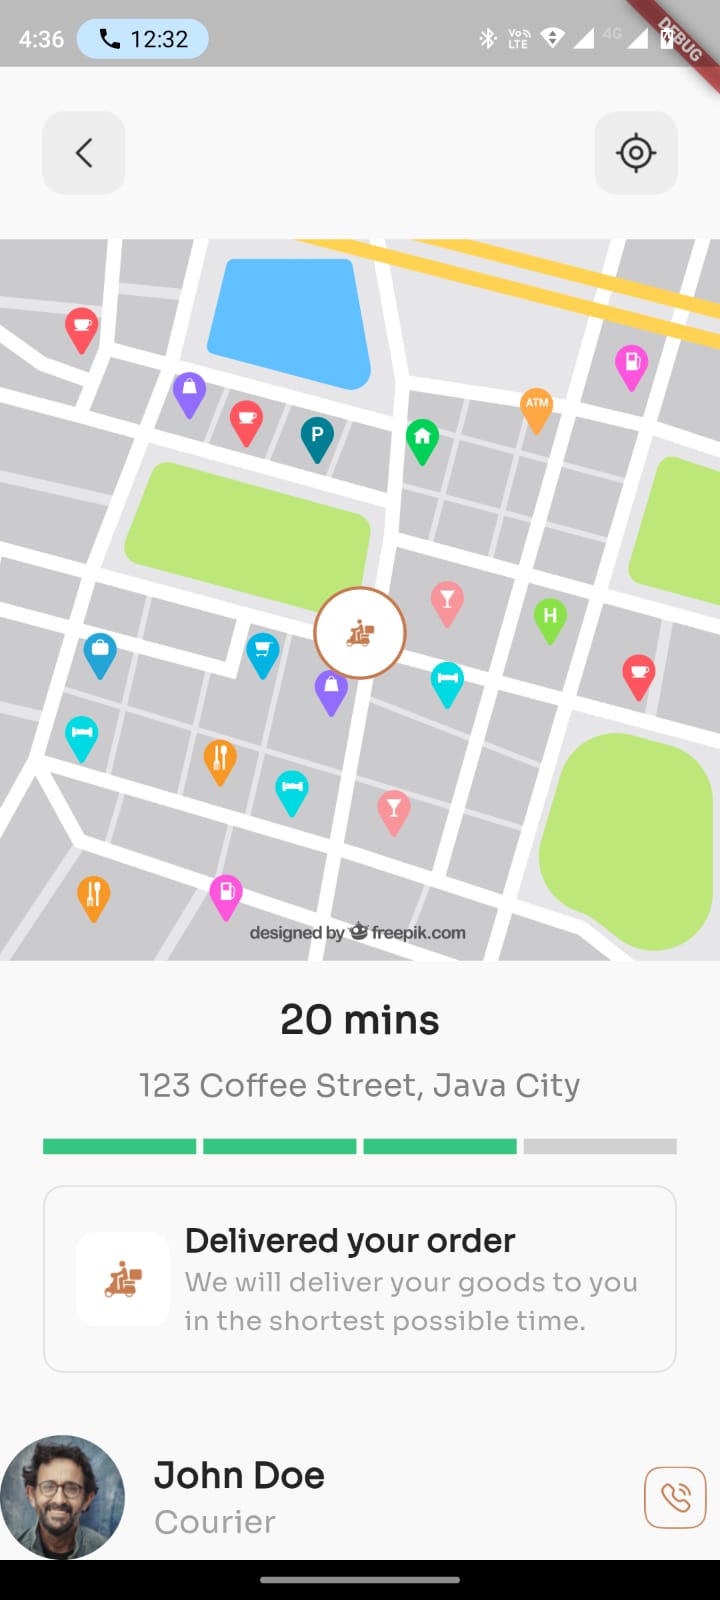 4:36 12:32 Vo LTE 4G
DEBUG
P
ATM
H
designed by freepik.com
20 mins
123 Coffee Street, Java City
Delivered your order
We will deliver your goods to you
in the shortest possible time.
John Doe
Courier